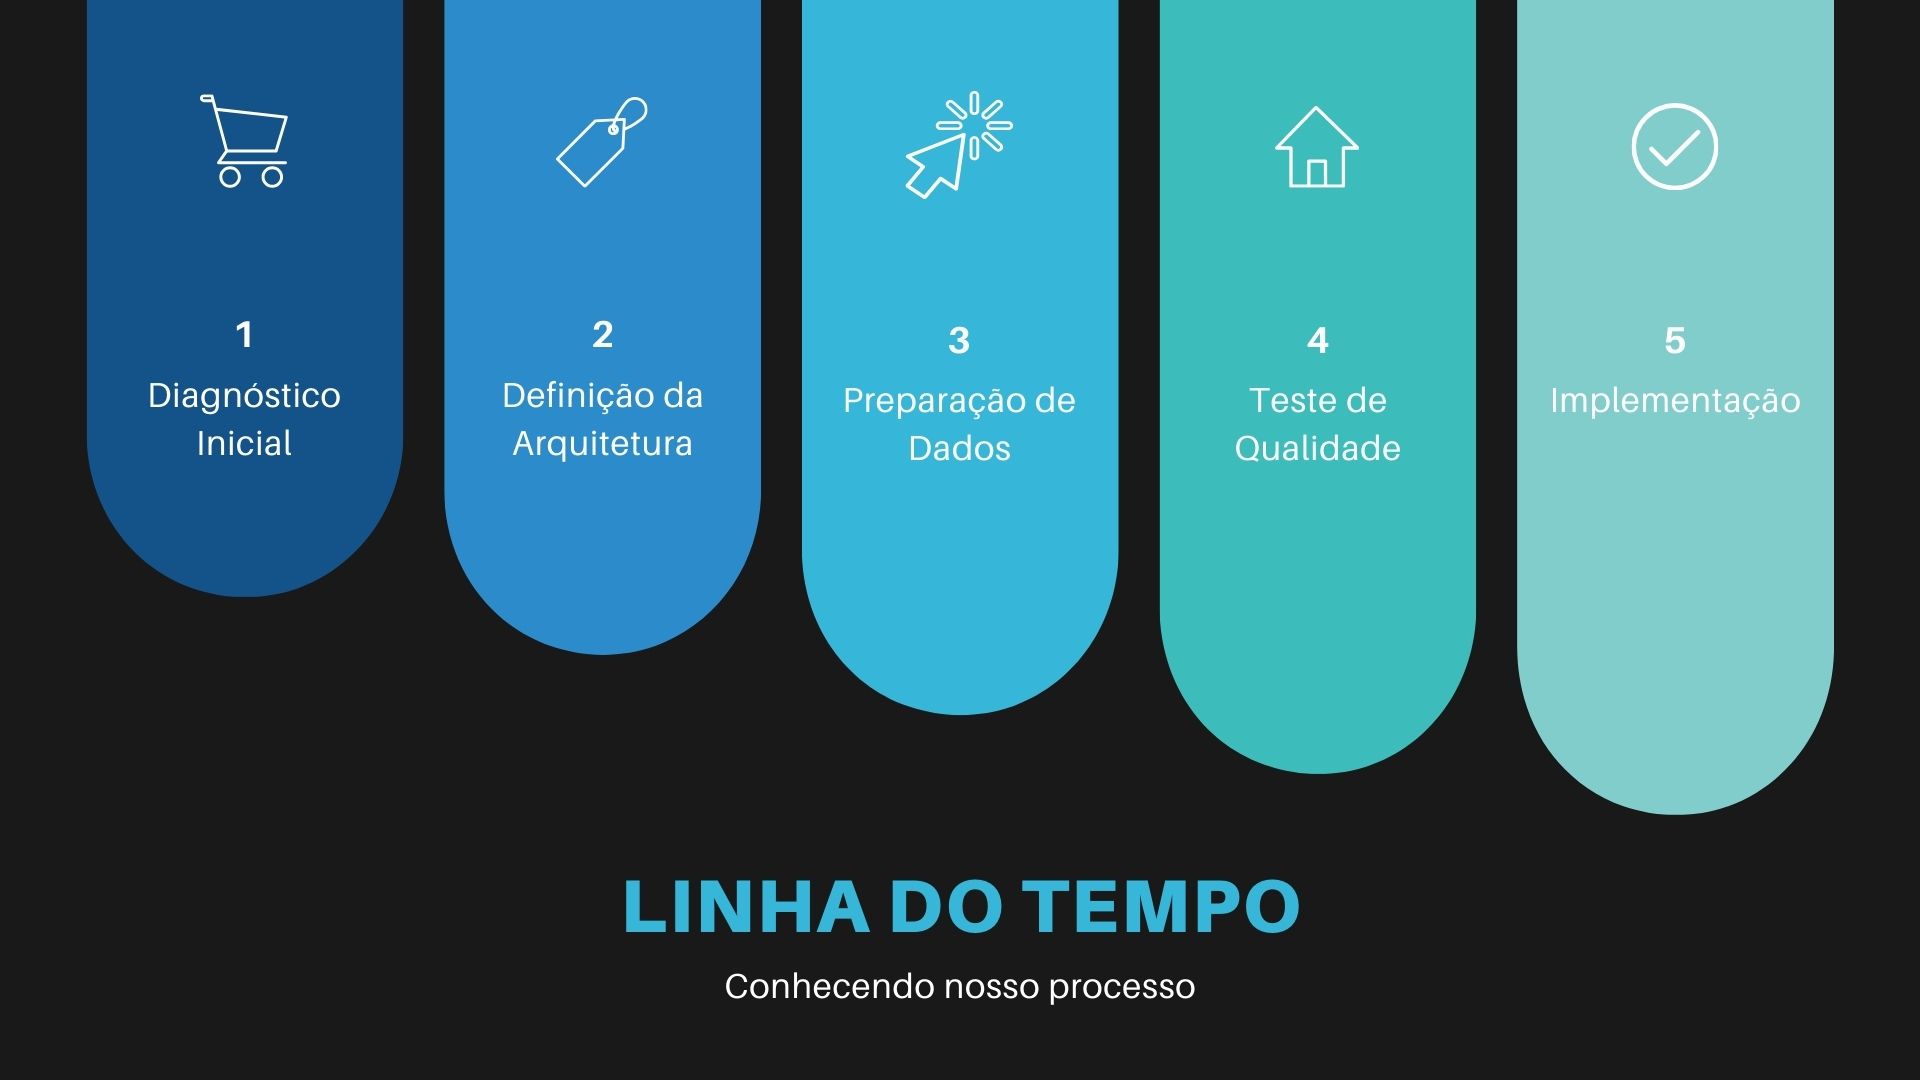 1
Diagnóstico
Inicial
2
Definição da
Arquitetura
3
Preparação de
Dados
4
Teste de
Qualidade
5
Implementação
LINHA DO TEMPO
Conhecendo nosso processo